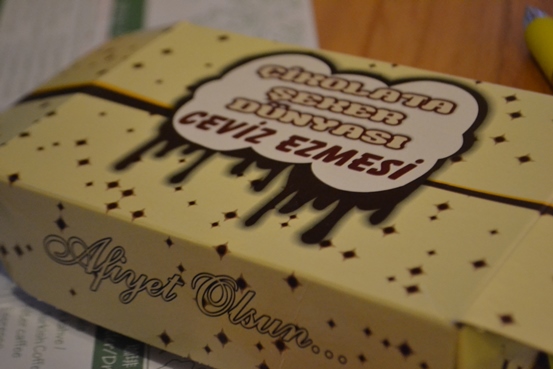 ÇİKOLATA
ŞEKER
DÜNYASI
CEVİZ EZMESİ
Afiyet Olsun...